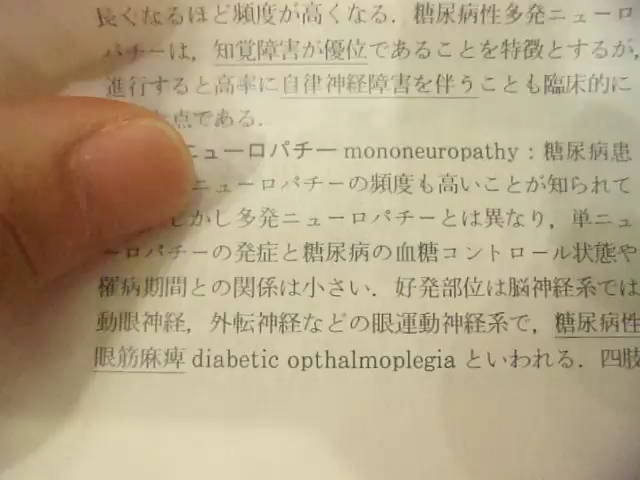 長くなるほど頻度が高くなる．糖尿病性多発ニューロ
パチーは，知覚障害が優位であることを特徴とするが，
進行すると高率に自律神経障害を伴うことも臨床的に
点である．
ニューロパチー mononeuropathy：糖尿病患
ニューロパチーの頻度も高いことが知られて
しかし多発ニューロパチーとは異なり，単ニュ
ーロパチーの発症と糖尿病の血糖コントロール状態や
罹病期間との関係は小さい．好発部位は脳神経系では
動眼神経，外転神経などの眼運動神経系で，糖尿病性
眼筋麻痺 diabetic opthalmoplegia といわれる．四肢